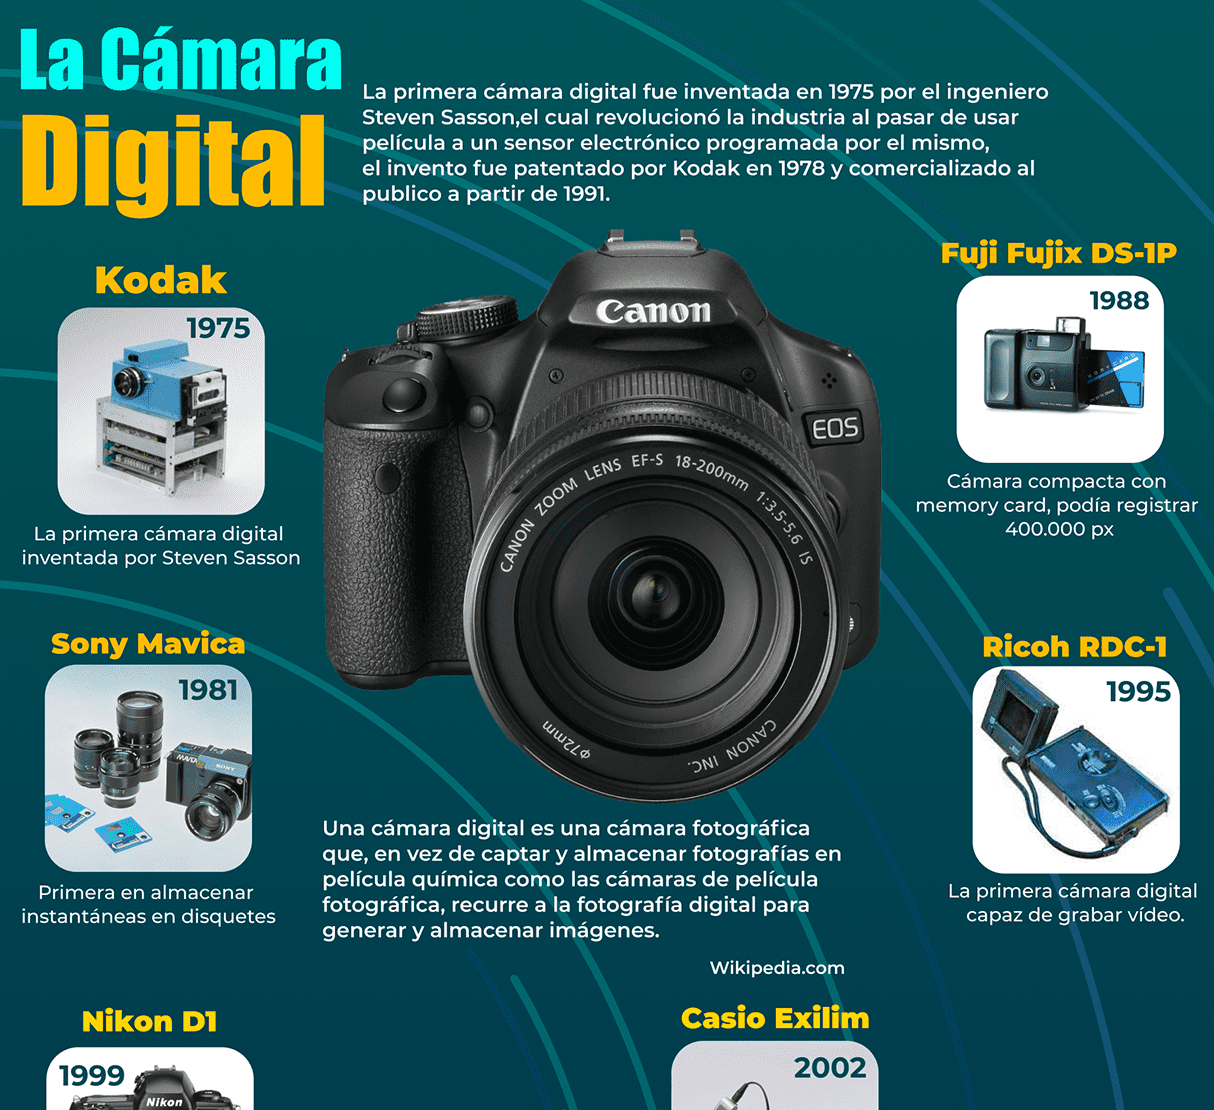 La Cámara
Digital
La primera cámara digital fue inventada en 1975 por el ingeniero
Steven Sasson,el cual revolucionó la industria al pasar de usar
película a un sensor electrónico programada por el mismo,
el invento fue patentado por Kodak en 1978 y comercializado al
publico a partir de 1991.
Kodak
1975
La primera cámara digital
inventada por Steven Sasson
Canon
EOS
CANON ZOOM LENS EF-S 18-200mm 1:3.5-5.6 IS
CANON INC.
φ72mm
Fuji Fujix DS-1P
1988
Cámara compacta con
memory card, podía registrar
400.000 px
Sony Mavica
1981
SONY
Primera en almacenar
instantáneas en disquetes
Ricoh RDC-1
1995
La primera cámara digital
capaz de grabar vídeo.
Una cámara digital es una cámara fotográfica
que, en vez de captar y almacenar fotografías en
película química como las cámaras de película
fotográfica, recurre a la fotografía digital para
generar y almacenar imágenes.
Wikipedia.com
Nikon D1
1999
Nikon
Casio Exilim
2002